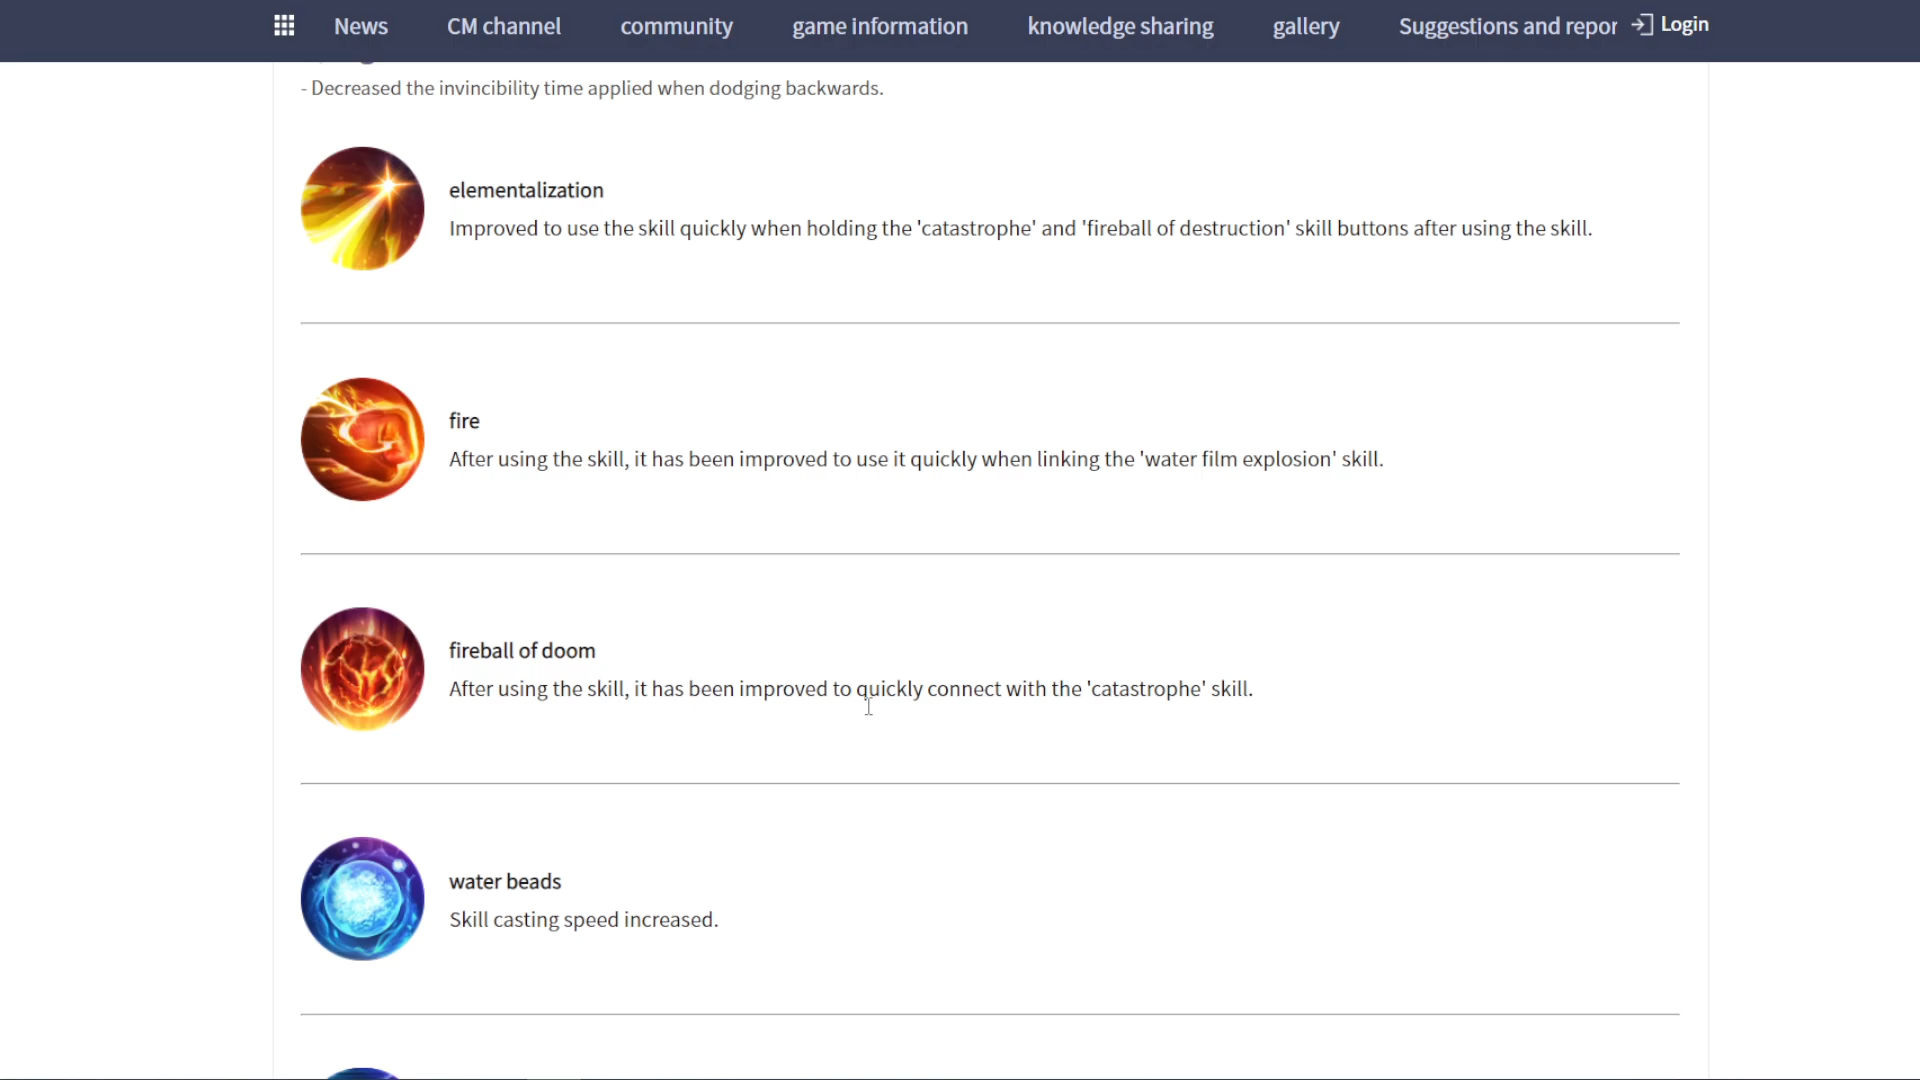 News CM channel community game information knowledge sharing gallery Suggestions and repor Login
- Decreased the invincibility time applied when dodging backwards.
elementalization
Improved to use the skill quickly when holding the 'catastrophe' and 'fireball of destruction' skill buttons after using the skill.
fire
After using the skill, it has been improved to use it quickly when linking the 'water film explosion' skill.
fireball of doom
After using the skill, it has been improved to quickly connect with the 'catastrophe' skill.
water beads
Skill casting speed increased.